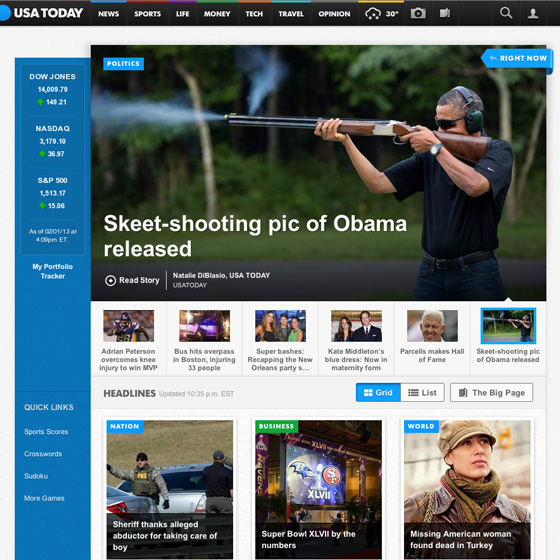 USA TODAY
NEWS
SPORTS
LIFE
MONEY
TECH
TRAVEL
OPINION
30°
POLITICS
RIGHT NOW
DOW JONES
14,009.79
149.21
NASDAQ
3,179.10
36.97
S&P 500
1,513.17
15.06
As of 02/01/13 at
4:09pm ET.
My Portfolio
Tracker
Skeet-shooting pic of Obama
released
Read Story
Natalie DiBlasio, USA TODAY
USATODAY
Adrian Peterson
overcomes knee
injury to win MVP
Bus hits overpass
in Boston, injuring
33 people
Super bashes:
Recapping the New
Orleans party s...
Kate Middleton's
blue dress: Now in
maternity form
Parcells makes Hall
of Fame
Skeet-shooting pic
of Obama released
HEADLINES Updated 10:35 p.m. EST
Grid
List
The Big Page
QUICK LINKS
Sports Scores
Crosswords
Sudoku
More Games
NATION
Sheriff thanks alleged
abductor for taking care of
boy
BUSINESS
RAVENS
XLVII
XLVII
Super Bowl XLVII by the
numbers
WORLD
Missing American woman
found dead in Turkey